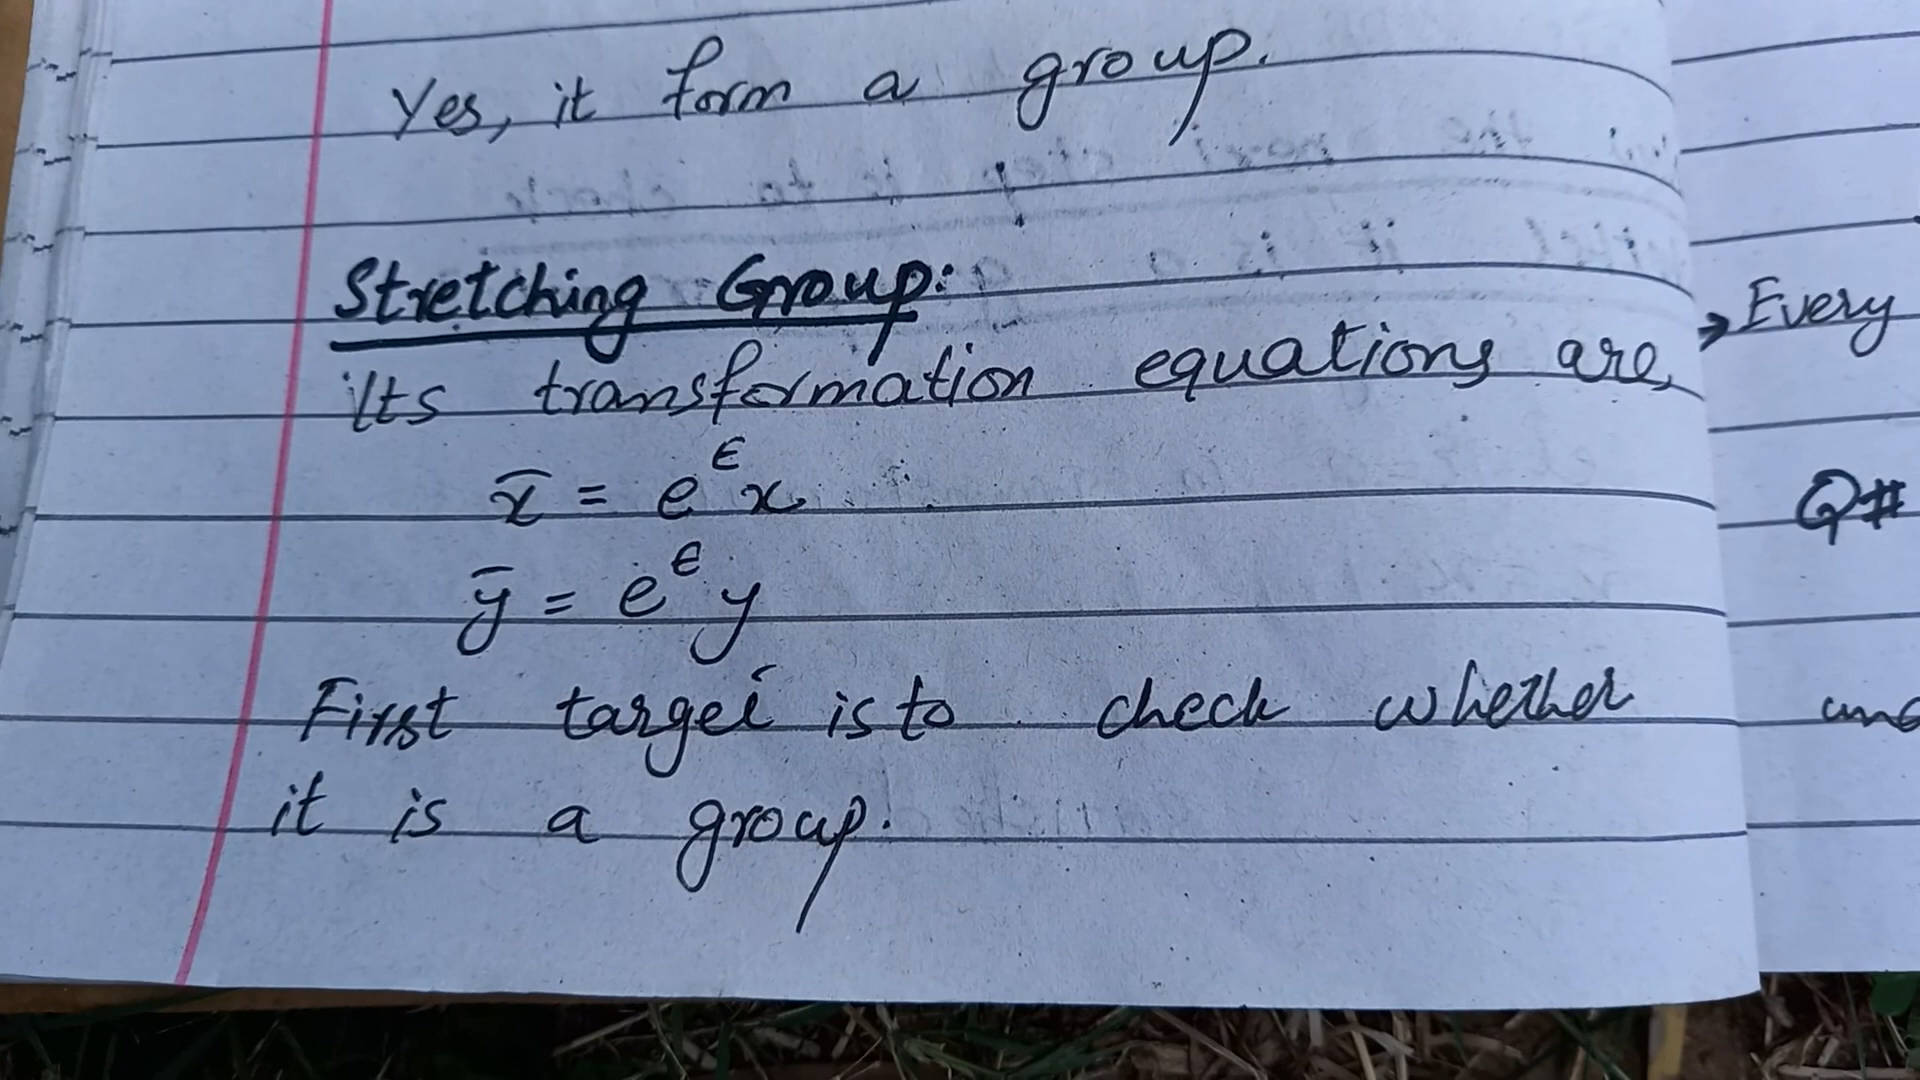 Yes, it form a group.
Stretching Group:
Its transformation equations are,
x̄ = e^ϵ x
ȳ = e^ϵ y
First target is to check whether
it is a group.
→ Every
Q#